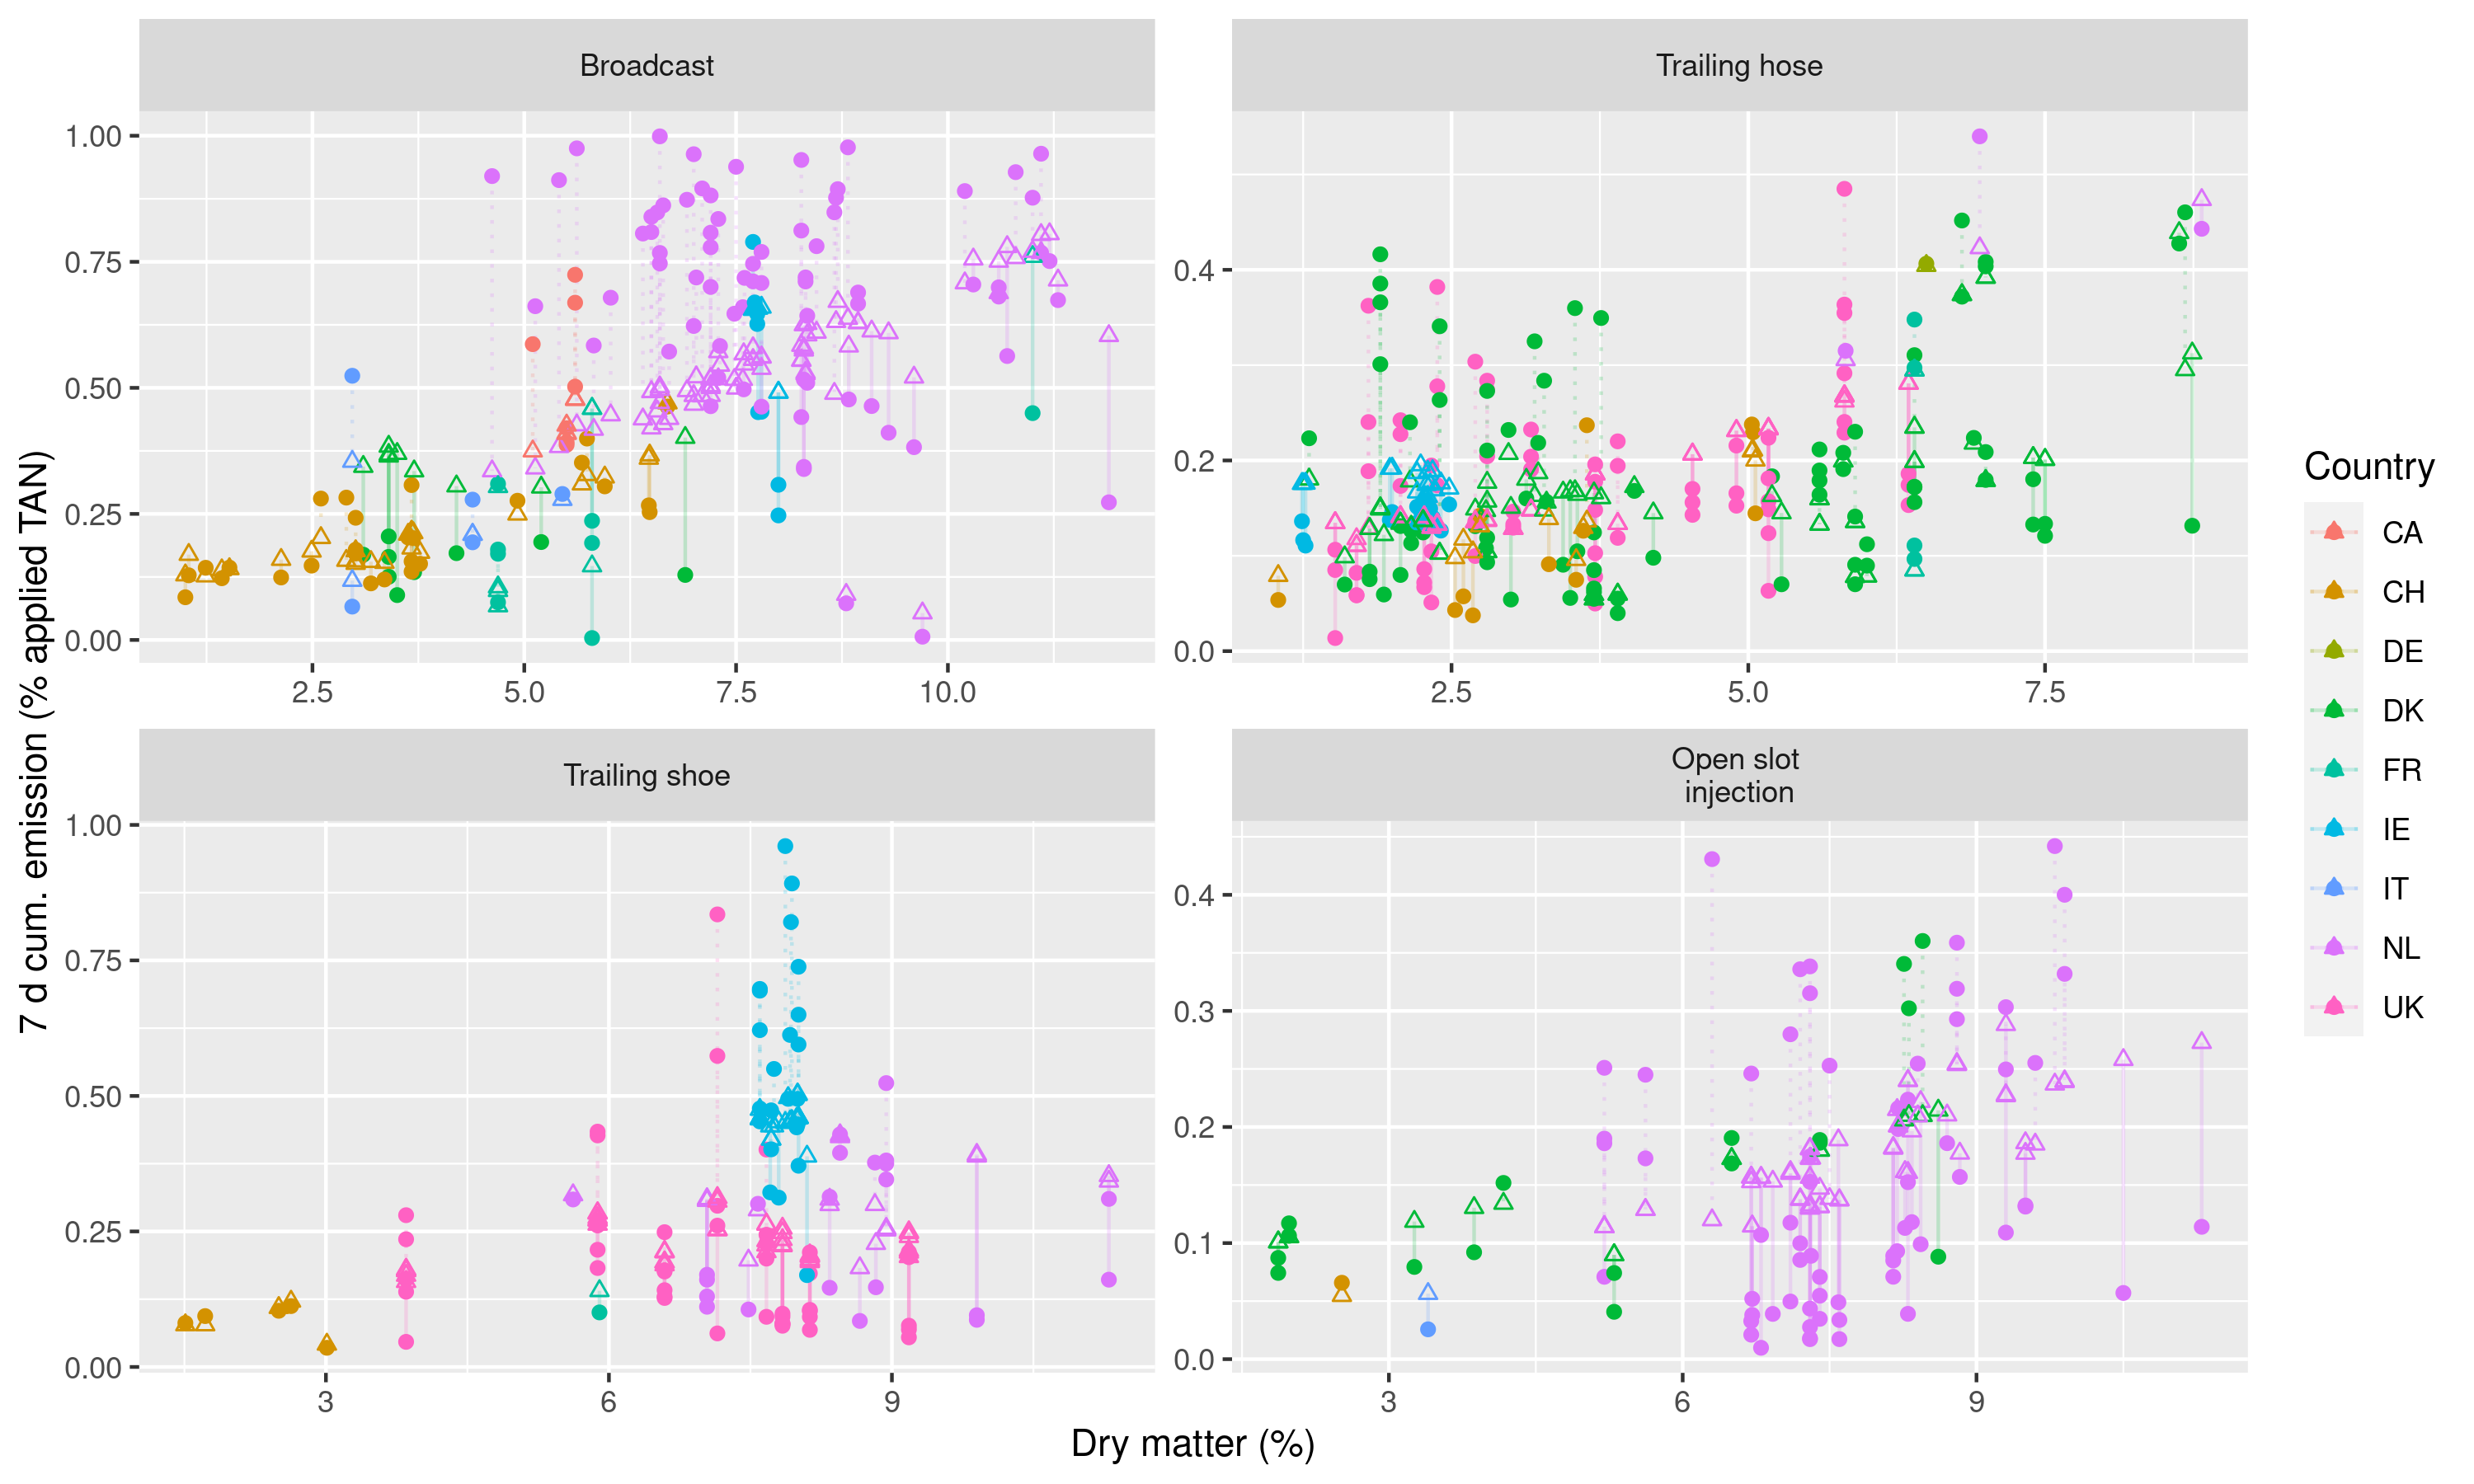 Broadcast
Trailing hose
1.00
0.75
0.50
0.25
0.00
0.4
0.2
0.0
2.5 5.0 7.5 10.0
2.5 5.0 7.5
Trailing shoe
Open slot
injection
1.00
0.75
0.50
0.25
0.00
0.4
0.3
0.2
0.1
0.0
3 6 9
3 6 9
7 d cum. emission (% applied TAN)
Dry matter (%)
Country
CA
CH
DE
DK
FR
IE
IT
NL
UK